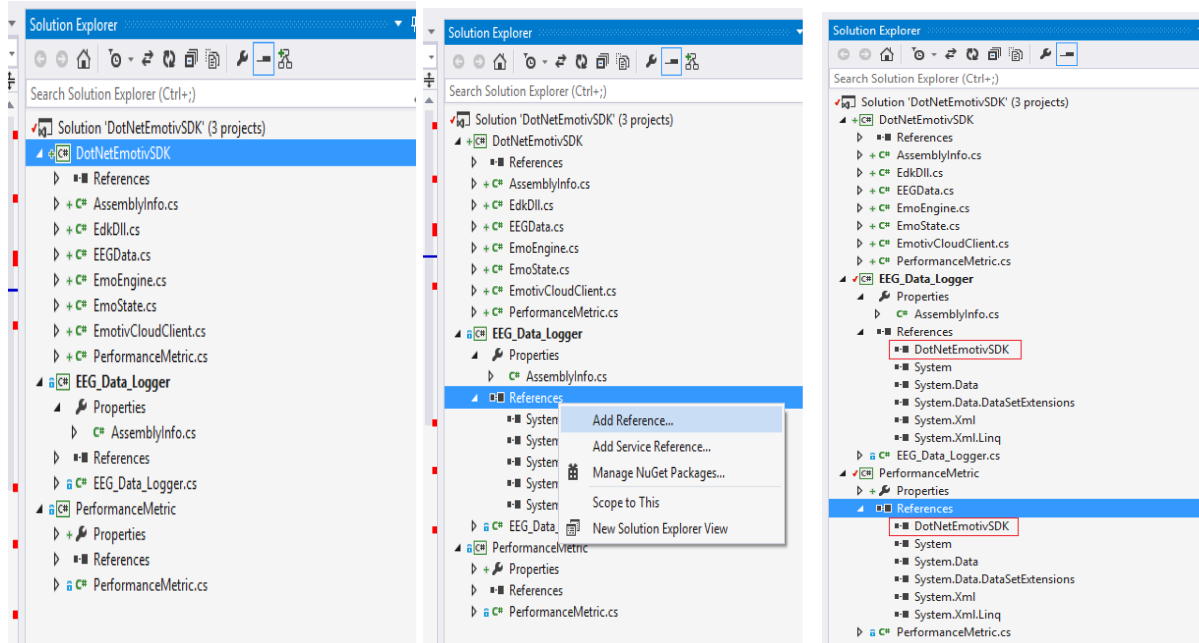 Solution Explorer
Search Solution Explorer (Ctrl+;)
Solution 'DotNetEmotivSDK' (3 projects)
C# DotNetEmotivSDK
References
C# AssemblyInfo.cs
C# EdkDll.cs
C# EEGData.cs
C# EmoEngine.cs
C# EmoState.cs
C# EmotivCloudClient.cs
C# PerformanceMetric.cs
C# EEG_Data_Logger
Properties
C# AssemblyInfo.cs
References
C# EEG_Data_Logger.cs
C# PerformanceMetric
Properties
References
C# PerformanceMetric.cs
Solution Explorer
Search Solution Explorer (Ctrl+;)
Solution 'DotNetEmotivSDK' (3 projects)
C# DotNetEmotivSDK
References
C# AssemblyInfo.cs
C# EdkDll.cs
C# EEGData.cs
C# EmoEngine.cs
C# EmoState.cs
C# EmotivCloudClient.cs
C# PerformanceMetric.cs
C# EEG_Data_Logger
Properties
C# AssemblyInfo.cs
References
System
System
System
System
System
C# EEG_Data_
C# PerformanceMetric
Properties
References
C# PerformanceMetric.cs
Add Reference...
Add Service Reference...
Manage NuGet Packages...
Scope to This
New Solution Explorer View
Solution Explorer
Search Solution Explorer (Ctrl+;)
Solution 'DotNetEmotivSDK' (3 projects)
C# DotNetEmotivSDK
References
C# AssemblyInfo.cs
C# EdkDll.cs
C# EEGData.cs
C# EmoEngine.cs
C# EmoState.cs
C# EmotivCloudClient.cs
C# PerformanceMetric.cs
C# EEG_Data_Logger
Properties
C# AssemblyInfo.cs
References
DotNetEmotivSDK
System
System.Data
System.Data.DataSetExtensions
System.Xml
System.Xml.Linq
C# EEG_Data_Logger.cs
C# PerformanceMetric
Properties
References
DotNetEmotivSDK
System
System.Data
System.Data.DataSetExtensions
System.Xml
System.Xml.Linq
C# PerformanceMetric.cs